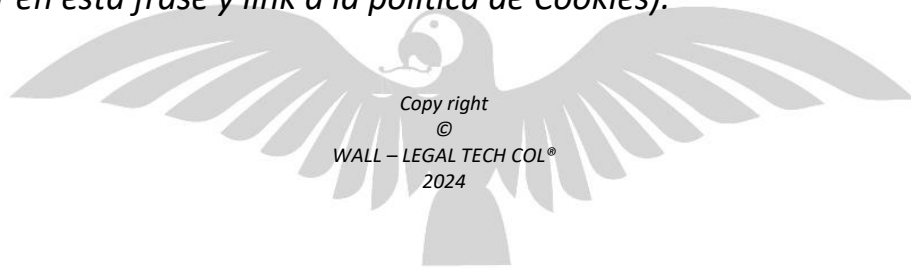 en esta frase y link a la política de Cookies).
Copy right
©
WALL – LEGAL TECH COL®
2024